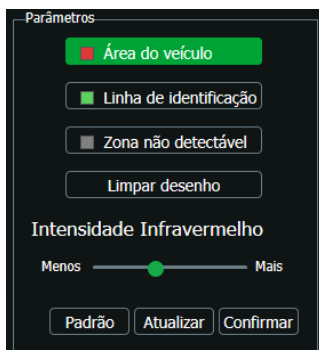 Parâmetros
Área do veículo
Linha de identificação
Zona não detectável
Limpar desenho
Intensidade Infravermelho
Menos Mais
Padrão Atualizar Confirmar